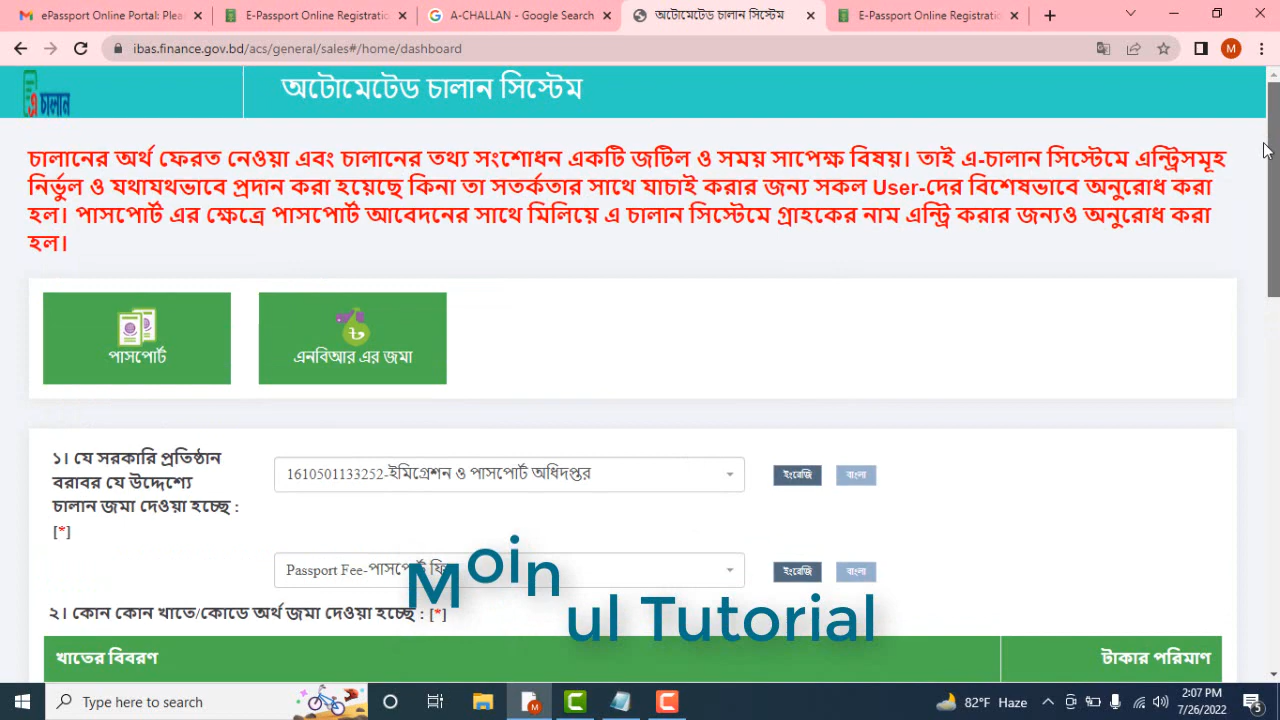 ePassport Online Portal: Plea
E-Passport Online Registratio
A-CHALLAN - Google Search
অটোমেটেড চালান সিস্টেম
E-Passport Online Registratio
ibas.finance.gov.bd/acs/general/sales#/home/dashboard
M
এ চালান
অটোমেটেড চালান সিস্টেম
চালানের অর্থ ফেরত নেওয়া এবং চালানের তথ্য সংশোধন একটি জটিল ও সময় সাপেক্ষ বিষয়। তাই এ-চালান সিস্টেমে এন্ট্রিসমূহ
নির্ভুল ও যথাযথভাবে প্রদান করা হয়েছে কিনা তা সতর্কতার সাথে যাচাই করার জন্য সকল User-দের বিশেষভাবে অনুরোধ করা
হল। পাসপোর্ট এর ক্ষেত্রে পাসপোর্ট আবেদনের সাথে মিলিয়ে এ চালান সিস্টেমে গ্রাহকের নাম এন্ট্রি করার জন্যও অনুরোধ করা
হল।
পাসপোর্ট
এনবিআর এর জমা
১। যে সরকারি প্রতিষ্ঠান
বরাবর যে উদ্দেশ্যে
চালান জমা দেওয়া হচ্ছে :
[*]
1610501133252-ইমিগ্রেশন ও পাসপোর্ট অধিদপ্তর
ইংরেজি
বাংলা
Passport Fee-পাসপোর্ট ফি
ইংরেজি
বাংলা
Moin
ul Tutorial
২। কোন কোন খাতে/কোডে অর্থ জমা দেওয়া হচ্ছে : [*]
খাতের বিবরণ
টাকার পরিমাণ
Type here to search
82°F Haze
2:07 PM
7/26/2022
5